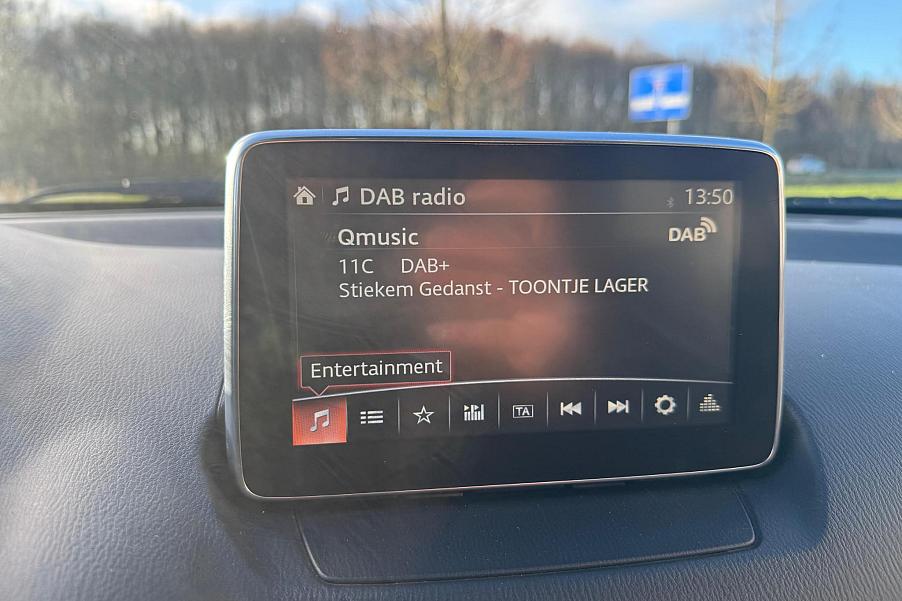 DAB radio 13:50
Qmusic DAB
11C DAB+
Stiekem Gedanst - TOONTJE LAGER
Entertainment
TA